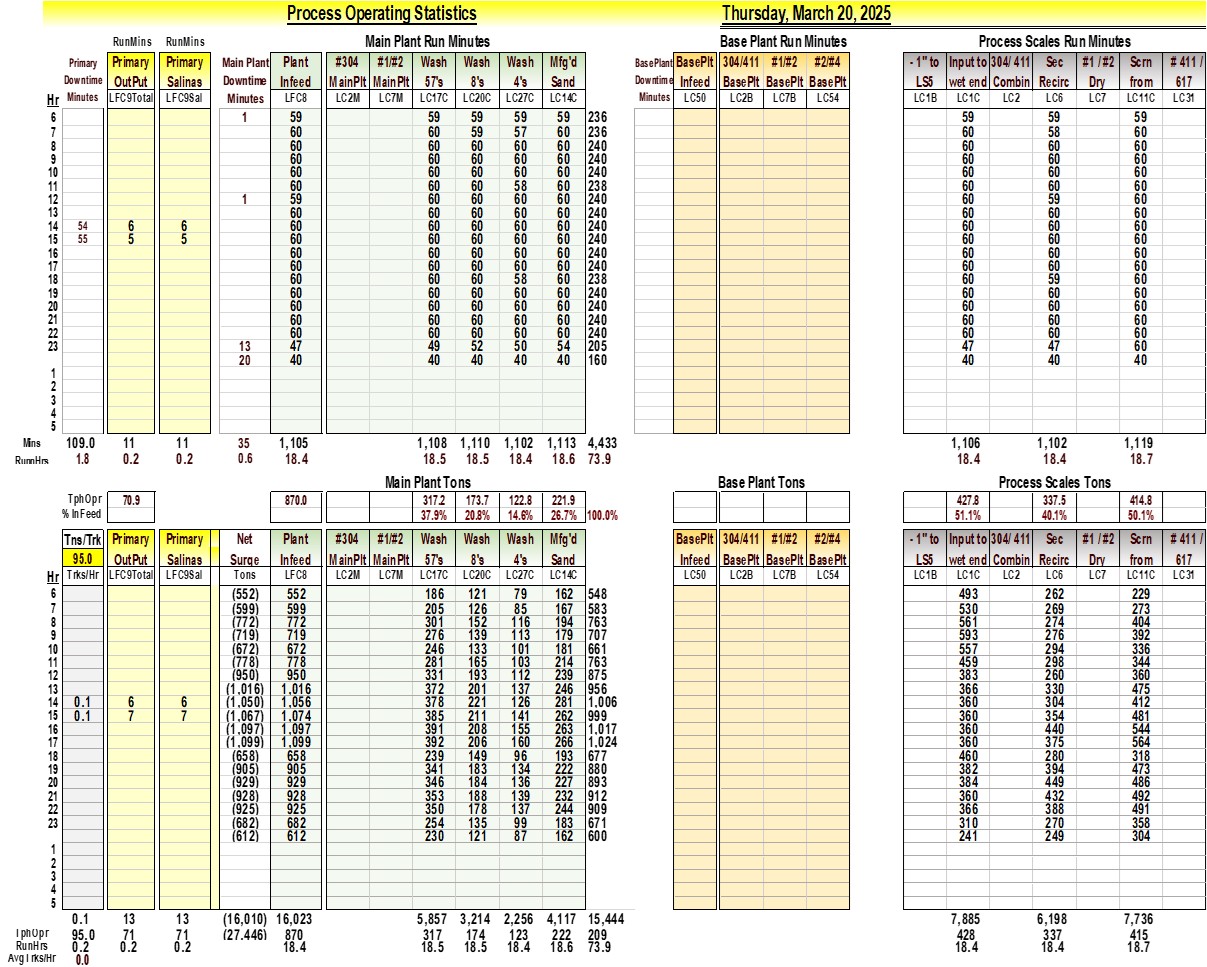 Process Operating Statistics Thursday, March 20, 2025
RunMins RunMins Main Plant Run Minutes Base Plant Run Minutes Process Scales Run Minutes
Primary Primary Primary Main Plant Plant #304 #1/#2 Wash Wash Wash Mfg'd BasePlant BasePlt 304/411 #1/#2 #2/#4 - 1" to Input to 304/ 411 Sec #1 / #2 Scrn # 411 /
Downtime OutPut Salinas Downtime Infeed MainPlt MainPlt 57's 8's 4's Sand Downtime Infeed BasePlt BasePlt BasePlt LS5 wet end Combin Recirc Dry from 617
Hr Minutes LFC9Total LFC9Sal Minutes LFC8 LC2M LC7M LC17C LC20C LC27C LC14C Minutes LC50 LC2B LC7B LC54 LC1B LC1C LC2 LC6 LC7 LC11C LC31
6 1 59 59 59 59 59 236 59 59 59
7 60 60 59 57 60 236 60 58 60
8 60 60 60 60 60 240 60 60 60
9 60 60 60 60 60 240 60 60 60
10 60 60 60 60 60 240 60 60 60
11 60 60 60 58 60 238 60 60 60
12 1 59 60 60 60 60 240 60 59 60
13 60 60 60 60 60 240 60 60 60
14 54 6 6 60 60 60 60 60 240 60 60 60
15 55 5 5 60 60 60 60 60 240 60 60 60
16 60 60 60 60 60 240 60 60 60
17 60 60 60 60 60 240 60 60 60
18 60 60 60 58 60 238 60 59 60
19 60 60 60 60 60 240 60 60 60
20 60 60 60 60 60 240 60 60 60
21 60 60 60 60 60 240 60 60 60
22 60 60 60 60 60 240 60 60 60
23 13 47 49 52 50 54 205 47 47 60
20 40 40 40 40 40 160 40 40 40
1
2
3
4
5
Mins 109.0 11 11 35 1,105 1,108 1,110 1,102 1,113 4,433 1,106 1,102 1,119
RunnHrs 1.8 0.2 0.2 0.6 18.4 18.5 18.5 18.4 18.6 73.9 18.4 18.4 18.7
Main Plant Tons Base Plant Tons Process Scales Tons
TphOpr 70.9 870.0 317.2 173.7 122.8 221.9 427.8 337.5 414.8
% InFeed 37.9% 20.8% 14.6% 26.7% 100.0% 51.1% 40.1% 50.1%
Tns/Trk Primary Primary Net Plant #304 #1/#2 Wash Wash Wash Mfg'd BasePlt 304/411 #1/#2 #2/#4 - 1" to Input to 304/ 411 Sec #1 / #2 Scrn # 411 /
95.0 OutPut Salinas Surge Infeed MainPlt MainPlt 57's 8's 4's Sand Infeed BasePlt BasePlt BasePlt LS5 wet end Combin Recirc Dry from 617
Hr Trks/Hr LFC9Total LFC9Sal Tons LFC8 LC2M LC7M LC17C LC20C LC27C LC14C LC50 LC2B LC7B LC54 LC1B LC1C LC2 LC6 LC7 LC11C LC31
6 (552) 552 186 121 79 162 548 493 262 229
7 (599) 599 205 126 85 167 583 530 269 273
8 (772) 772 301 152 116 194 763 561 274 404
9 (719) 719 276 139 113 179 707 593 276 392
10 (672) 672 246 133 101 181 661 557 294 336
11 (778) 778 281 165 103 214 763 459 298 344
12 (950) 950 331 193 112 239 875 383 260 360
13 (1,016) 1,016 372 201 137 246 956 366 330 475
14 0.1 6 6 (1,050) 1,056 378 221 126 281 1,006 360 304 412
15 0.1 7 7 (1,067) 1,074 385 211 141 262 999 360 354 481
16 (1,097) 1,097 391 208 155 263 1,017 360 440 544
17 (1,099) 1,099 392 206 160 266 1,024 360 375 564
18 (658) 658 239 149 96 193 677 460 280 318
19 (905) 905 341 183 134 222 880 382 394 473
20 (929) 929 346 184 136 227 893 384 449 486
21 (928) 928 353 188 139 232 912 360 432 492
22 (925) 925 350 178 137 244 909 366 388 491
23 (682) 682 254 135 99 183 671 310 270 358
(612) 612 230 121 87 162 600 241 249 304
1
2
3
4
5
0.1 13 13 (16,010) 16,023 5,857 3,214 2,256 4,117 15,444 7,885 6,198 7,736
TphOpr 95.0 71 71 (27.446) 870 317 174 123 222 209 428 337 415
RunHrs 0.2 0.2 0.2 18.4 18.5 18.5 18.4 18.6 73.9 18.4 18.4 18.7
Avg Trks/Hr 0.0